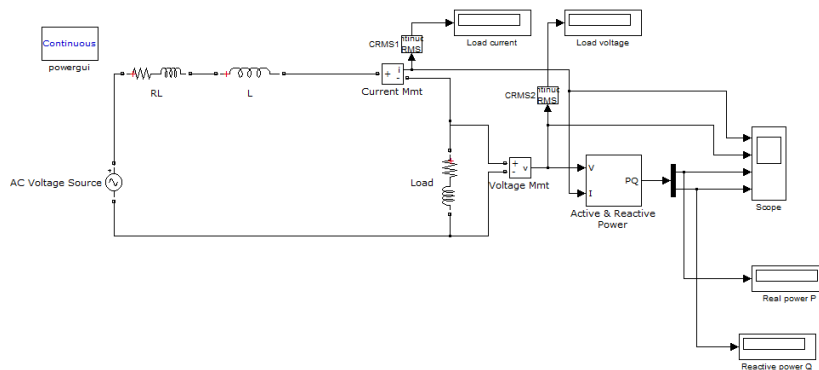 Continuous
powergui
RL
L
AC Voltage Source
CRMS1
RMS
Load current
i
+
-
Current Mmt
Load voltage
CRMS2
RMS
Load
+
-
v
Voltage Mmt
V
I
PQ
Active & Reactive
Power
Scope
Real power P
Reactive power Q